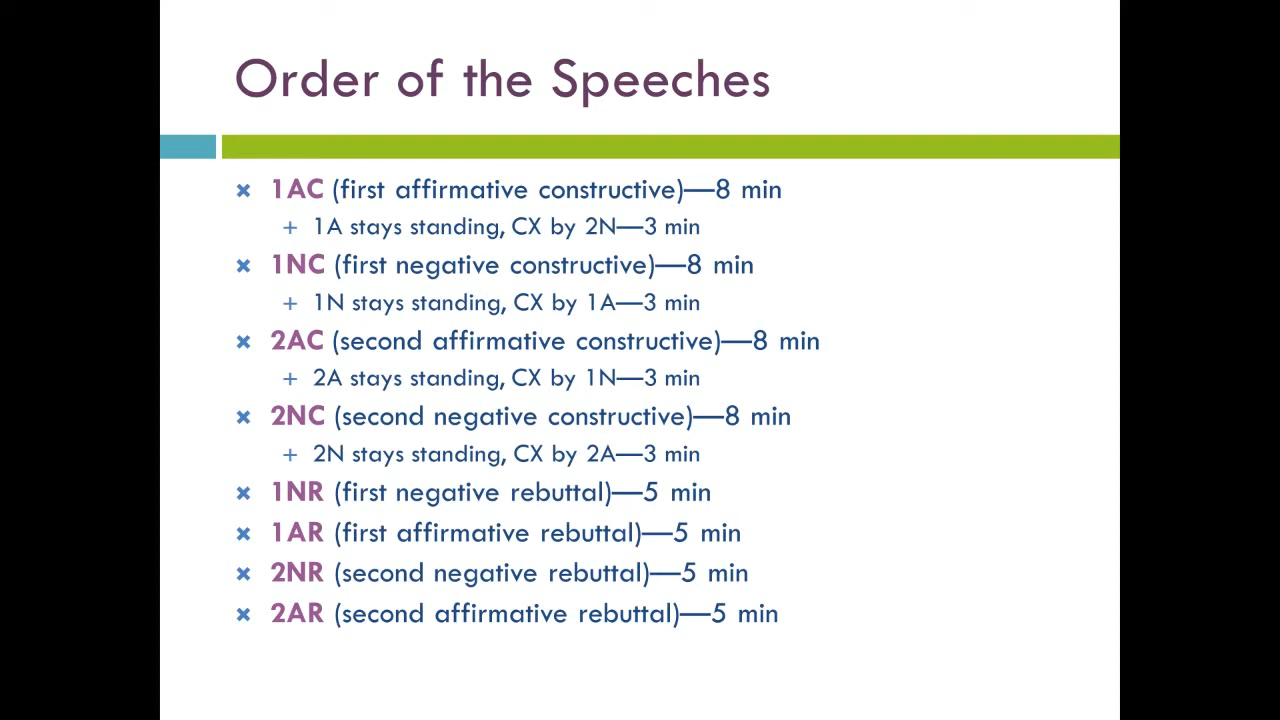 Order of the Speeches
× 1AC (first affirmative constructive)—8 min
+ 1A stays standing, CX by 2N—3 min
× 1NC (first negative constructive)—8 min
+ 1N stays standing, CX by 1A—3 min
× 2AC (second affirmative constructive)—8 min
+ 2A stays standing, CX by 1N—3 min
× 2NC (second negative constructive)—8 min
+ 2N stays standing, CX by 2A—3 min
× 1NR (first negative rebuttal)—5 min
× 1AR (first affirmative rebuttal)—5 min
× 2NR (second negative rebuttal)—5 min
× 2AR (second affirmative rebuttal)—5 min